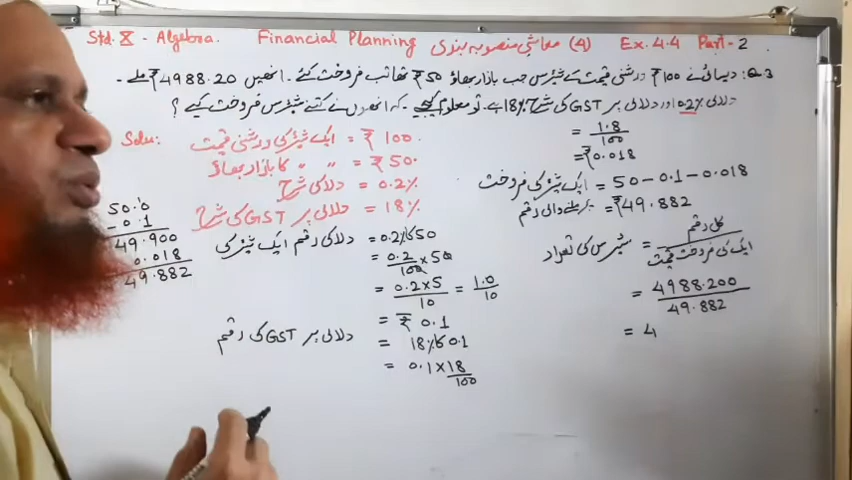 Std. X - Algebra. Financial Planning معاشی منصوبہ بندی (4) Ex. 4.4 Part-2
Q.3: دیسائی نے ₹100 درشنی قیمت کے شیئرس جب بازار بھاؤ ₹50 تھا تب فروخت کئے۔ انھیں ₹4988.20 ملے۔
دلالی 0.2% اور دلالی پر GST کی شرح 18% ہے تو معلوم کیجیے کہ انھوں نے کتنے شیئرس فروخت کیے؟
Solu: ایک شیئر کی درشنی قیمت = ₹ 100.
〃 〃 کا بازار بھاؤ = ₹ 50.
دلالی کی شرح = 0.2%
دلالی پر GST کی شرح = 18%
50.0
- 0.1
49.900
0.018
49.882
دلالی کی رقم ایک شیئر کی = 50 کا 0.2%
= 0.2/100 × 50
= 0.2×5/10 = 1.0/10
= ₹ 0.1
دلالی پر GST کی رقم = 0.1 کا 18%
= 0.1 × 18/100
= 1.8/100
= ₹0.018
ایک شیئر کی فروخت = 50 - 0.1 - 0.018
پر ملنے والی رقم = ₹49.882
شیئرس کی تعداد = کل رقم / ایک کی فروخت قیمت
= 4988.200/49.882
= 4